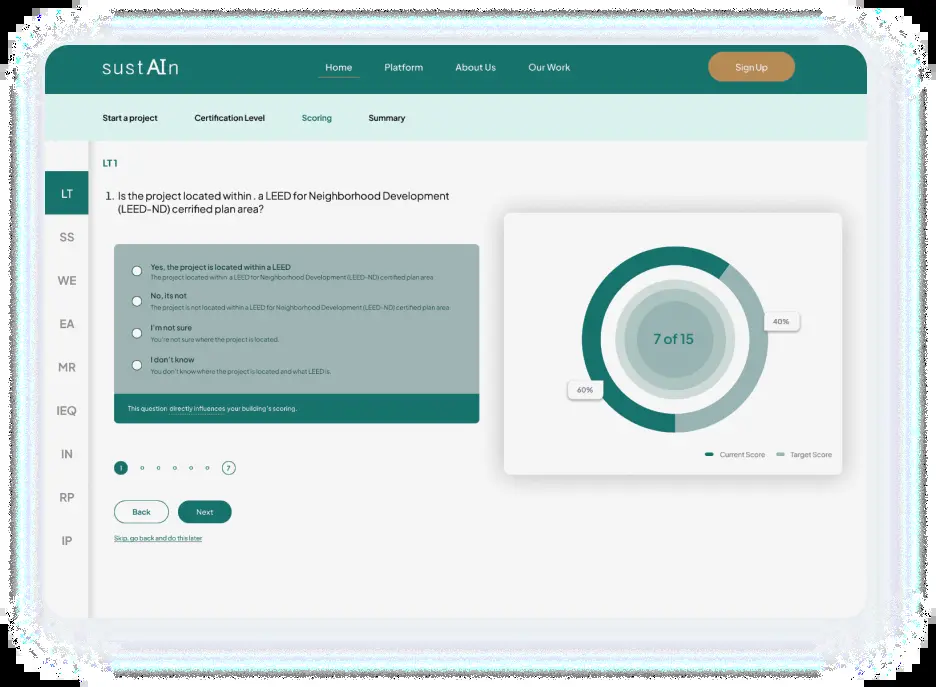 sustAIn
Home
Platform
About Us
Our Work
Sign Up
Start a project
Certification Level
Scoring
Summary
LT
SS
WE
EA
MR
IEQ
IN
RP
IP
LT1
1. Is the project located within . a LEED for Neighborhood Development
(LEED-ND) cerrified plan area?
Yes, the project is located within a LEED
The project located within a LEED for Neighborhood Development (LEED-ND) certified plan area
No, its not
The project is not located within a LEED for Neighborhood Development (LEED-ND) certified plan area
I'm not sure
You're not sure where the project is located.
I don't know
You don't know where the project is located and what LEED is.
This question directly influences your building's scoring.
1
7
Back
Next
Skip, go back and do this later
40%
7 of 15
60%
Current Score
Target Score